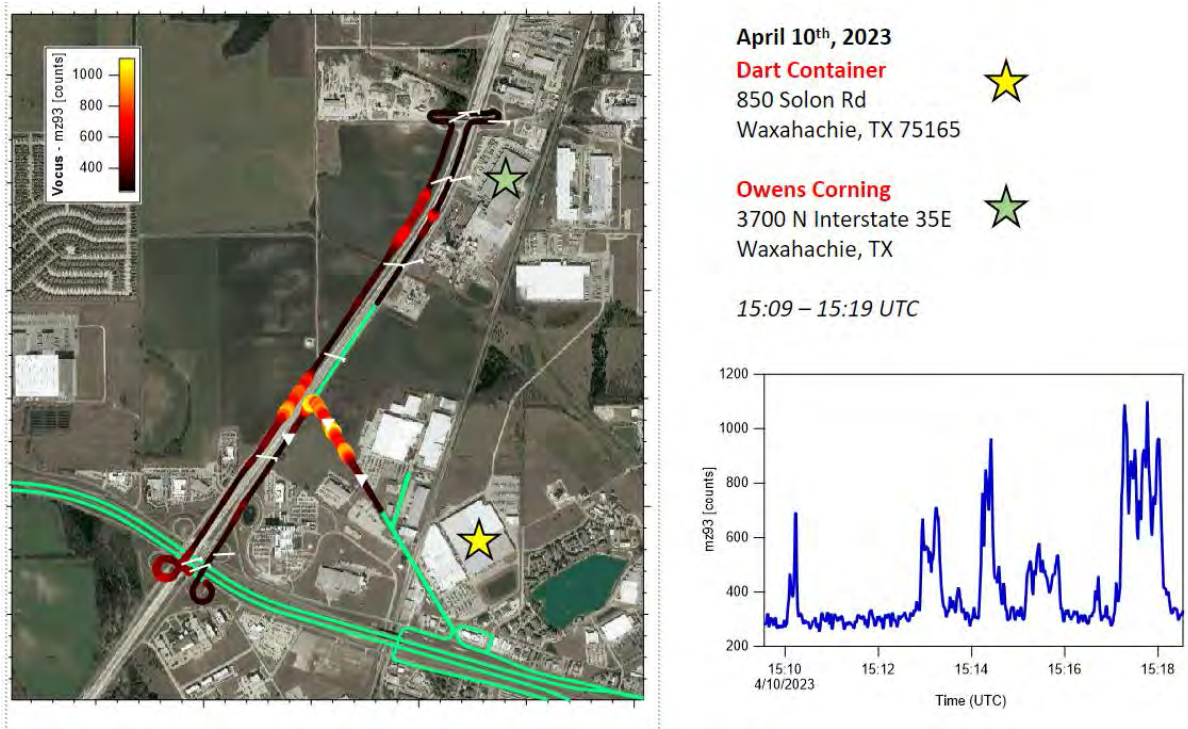 Vocus - mz93 [counts]
1000
800
600
400
April 10th, 2023
Dart Container
850 Solon Rd
Waxahachie, TX 75165
Owens Corning
3700 N Interstate 35E
Waxahachie, TX
15:09 – 15:19 UTC
mz93 [counts]
1200
1000
800
600
400
200
15:10
15:12
15:14
15:16
15:18
4/10/2023
Time (UTC)